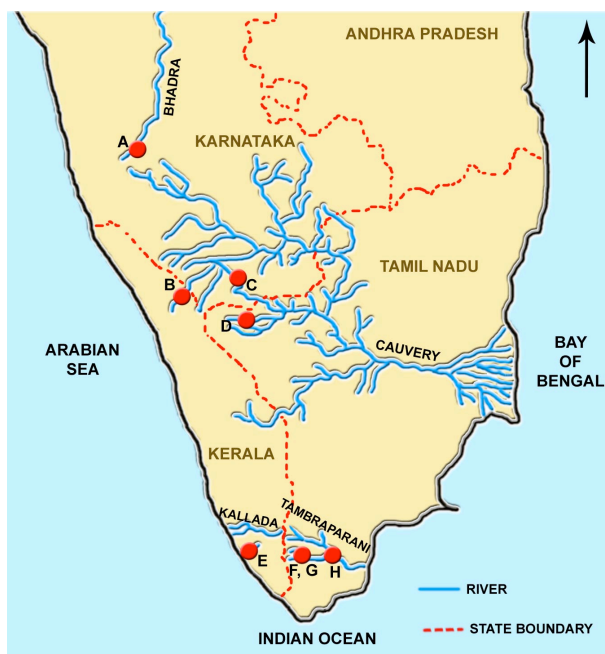 ANDHRA PRADESH
BHADRA
A
KARNATAKA
TAMIL NADU
B
C
D
ARABIAN
SEA
CAUVERY
BAY
OF
BENGAL
KERALA
KALLADA
TAMBRAPARANI
E
F, G
H
RIVER
STATE BOUNDARY
INDIAN OCEAN